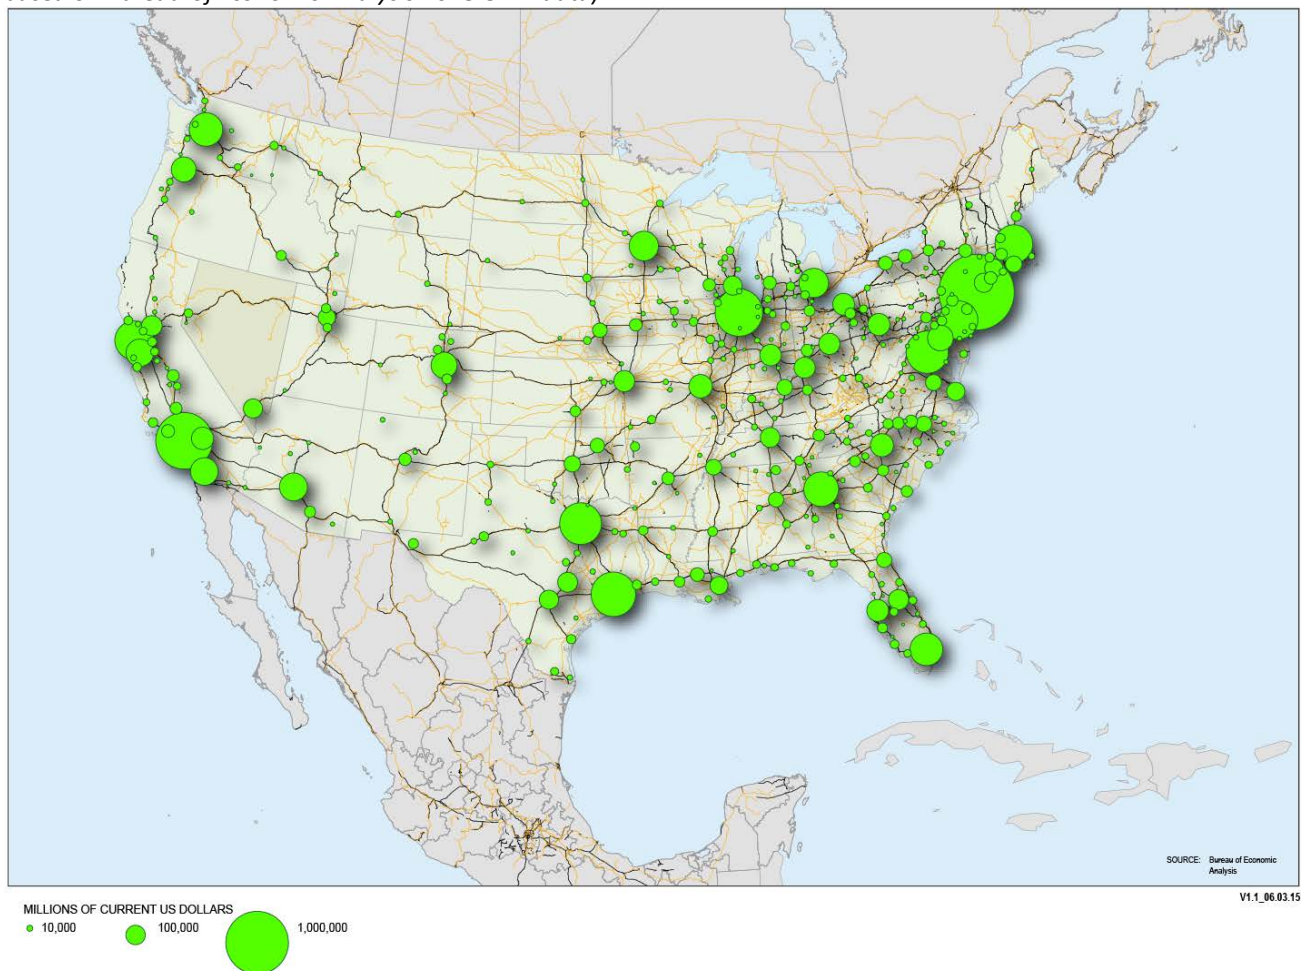 SOURCE: Bureau of Economic
Analysis
V1.1_06.03.15
MILLIONS OF CURRENT US DOLLARS
10,000
100,000
1,000,000